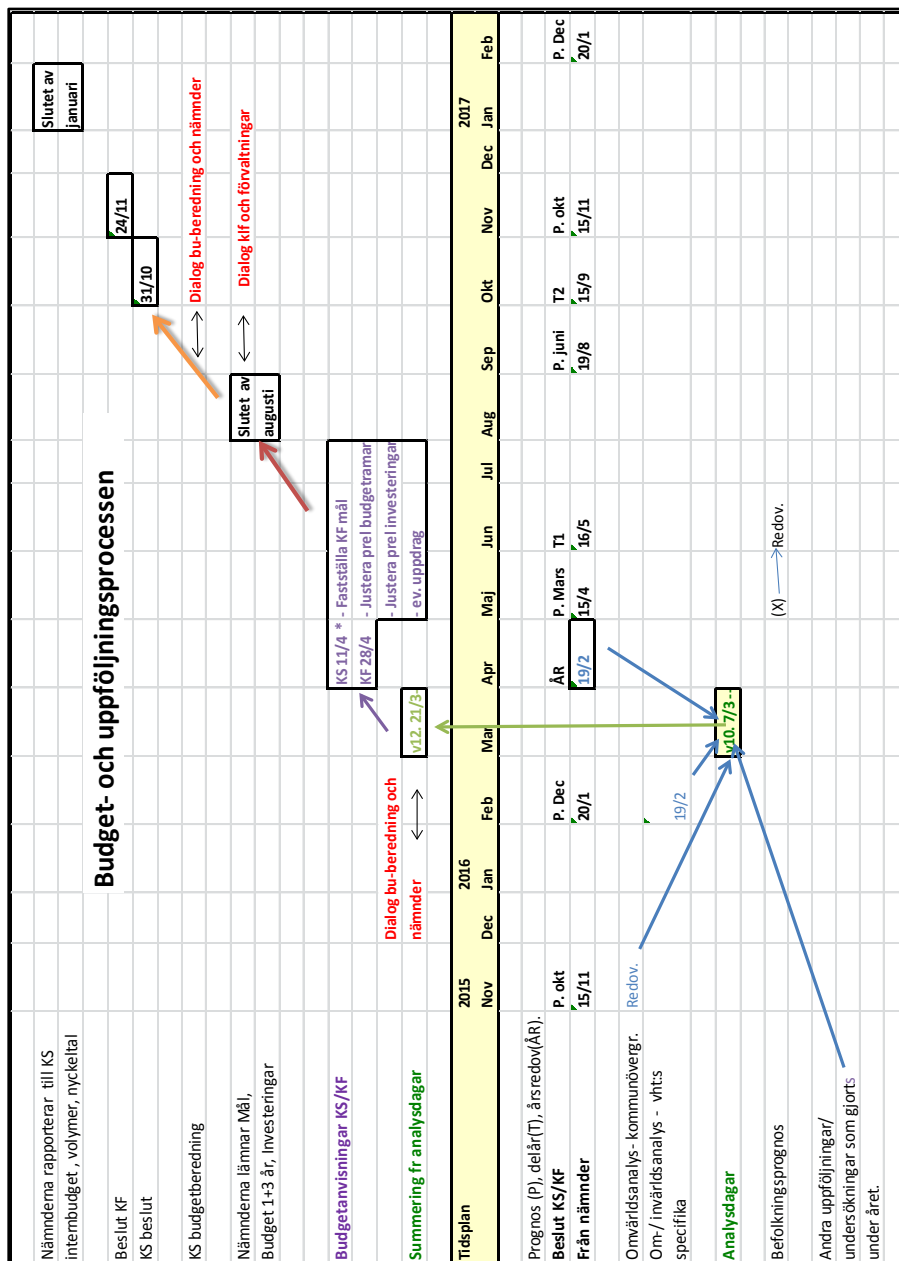 Budget- och uppföljningsprocessen
Nämnderna rapporterar till KS
internbudget , volymer, nyckeltal
Slutet av
januari
Beslut KF
24/11
KS beslut
31/10
KS budgetberedning
Dialog bu-beredning och nämnder
Nämnderna lämnar Mål,
Budget 1+3 år, Investeringar
Slutet av
augusti
Dialog klf och förvaltningar
Budgetanvisningar KS/KF
KS 11/4 * - Fastställa KF mål
KF 28/4 - Justera prel budgetramar
- Justera prel investeringar
- ev. uppdrag
Dialog bu-beredning och
nämnder
Summering fr analysdagar
v12. 21/3-
Tidsplan
2015 2016 2017
Nov Dec Jan Feb Mar Apr Maj Jun Jul Aug Sep Okt Nov Dec Jan Feb
Prognos (P), delår(T), årsredov(ÅR).
Beslut KS/KF
P. okt P. Dec ÅR P. Mars T1 P. juni T2 P. okt P. Dec
Från nämnder
15/11 20/1 19/2 15/4 16/5 19/8 15/9 15/11 20/1
Omvärldsanalys- kommunövergr.
Redov.
Om-/ invärldsanalys - vht:s
specifika
19/2
Analysdagar
v10. 7/3--
Befolkningsprognos
(X) Redov.
Andra uppföljningar/
undersökningar som gjorts
under året.